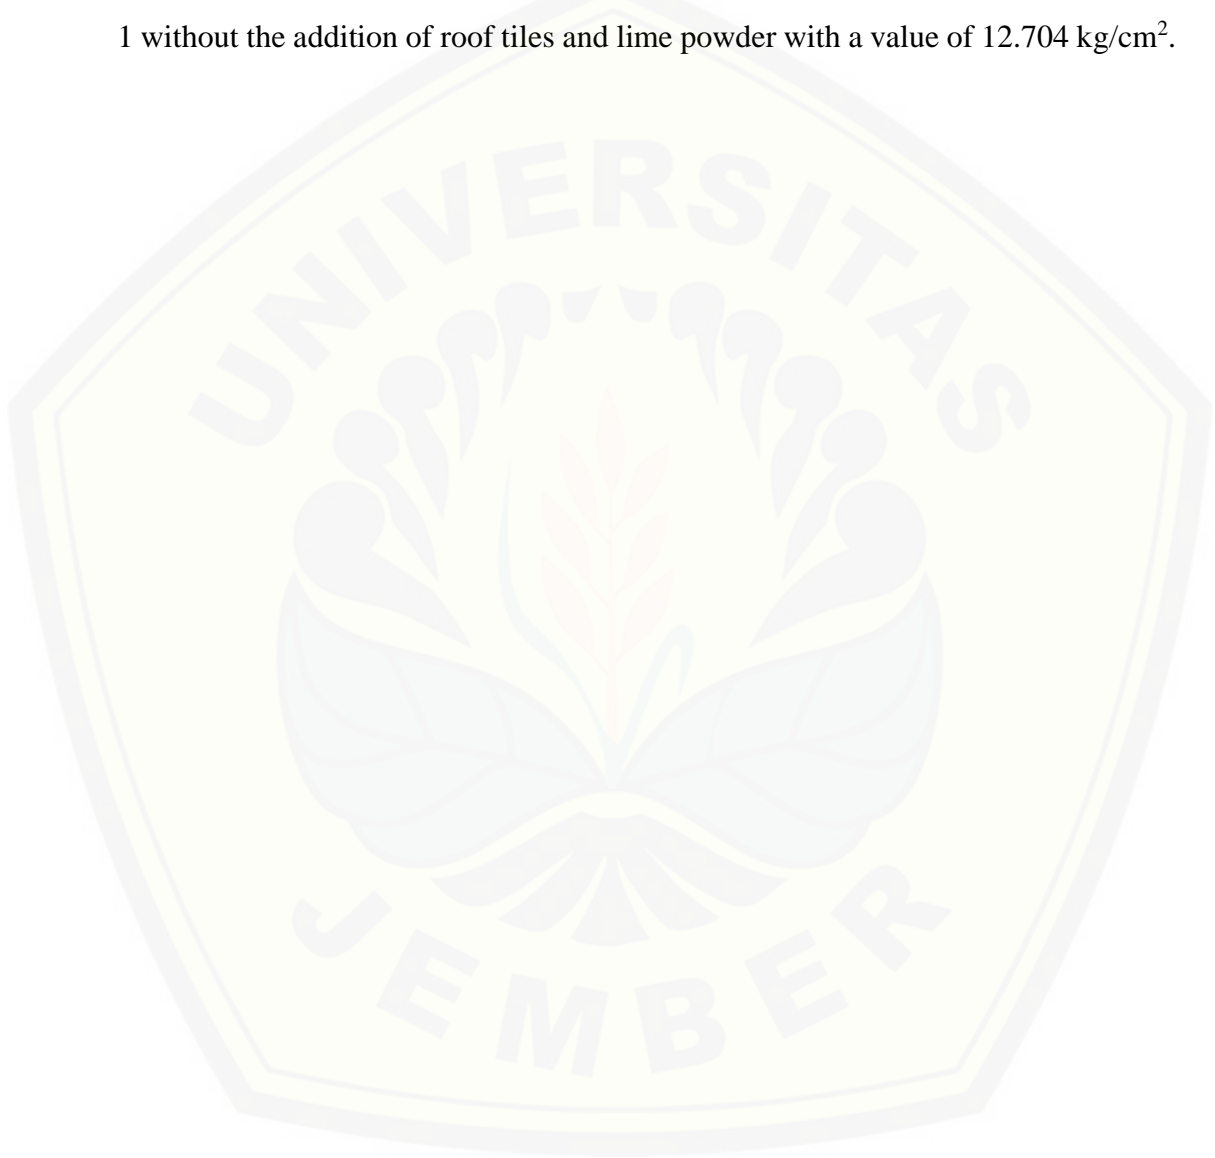 1 without the addition of roof tiles and lime powder with a value of 12.704 kg/cm².
UNIVERSITAS
JEMBER